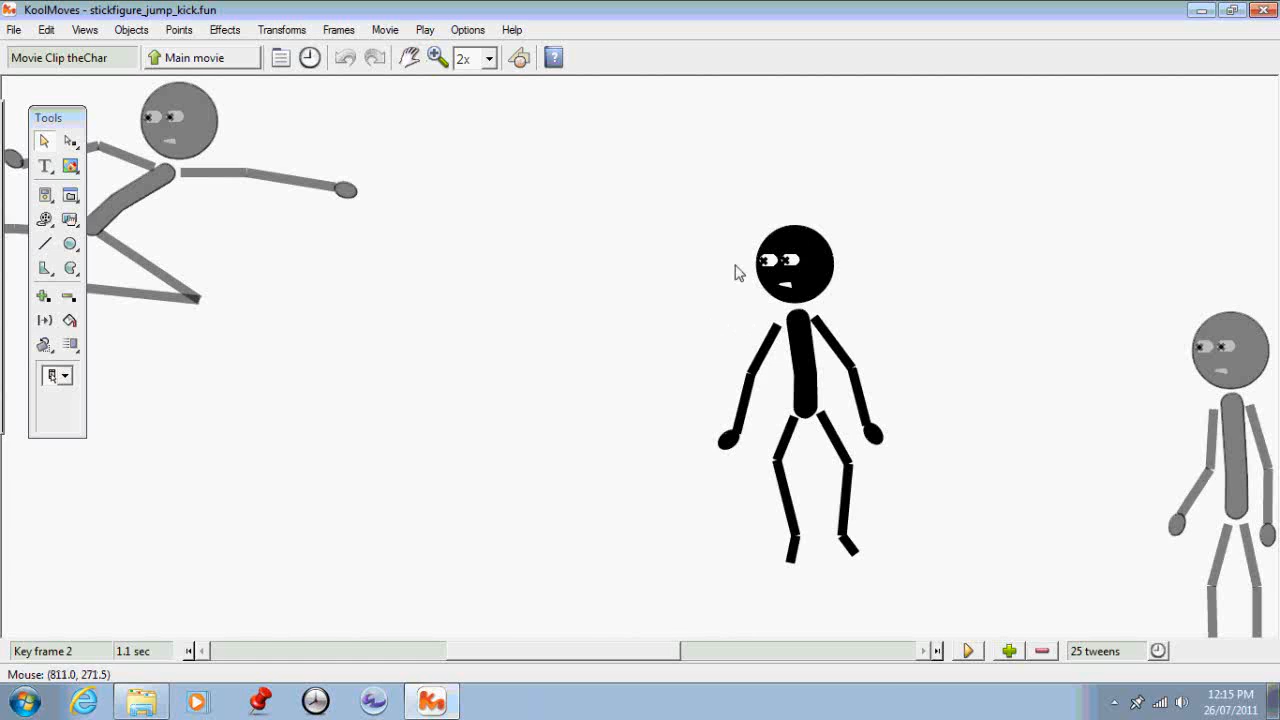 KoolMoves - stickfigure_jump_kick.fun
File Edit Views Objects Points Effects Transforms Frames Movie Play Options Help
Movie Clip theChar Main movie 2x
Tools
T
Key frame 2 1.1 sec 25 tweens
Mouse: (811.0, 271.5)
12:15 PM
26/07/2011